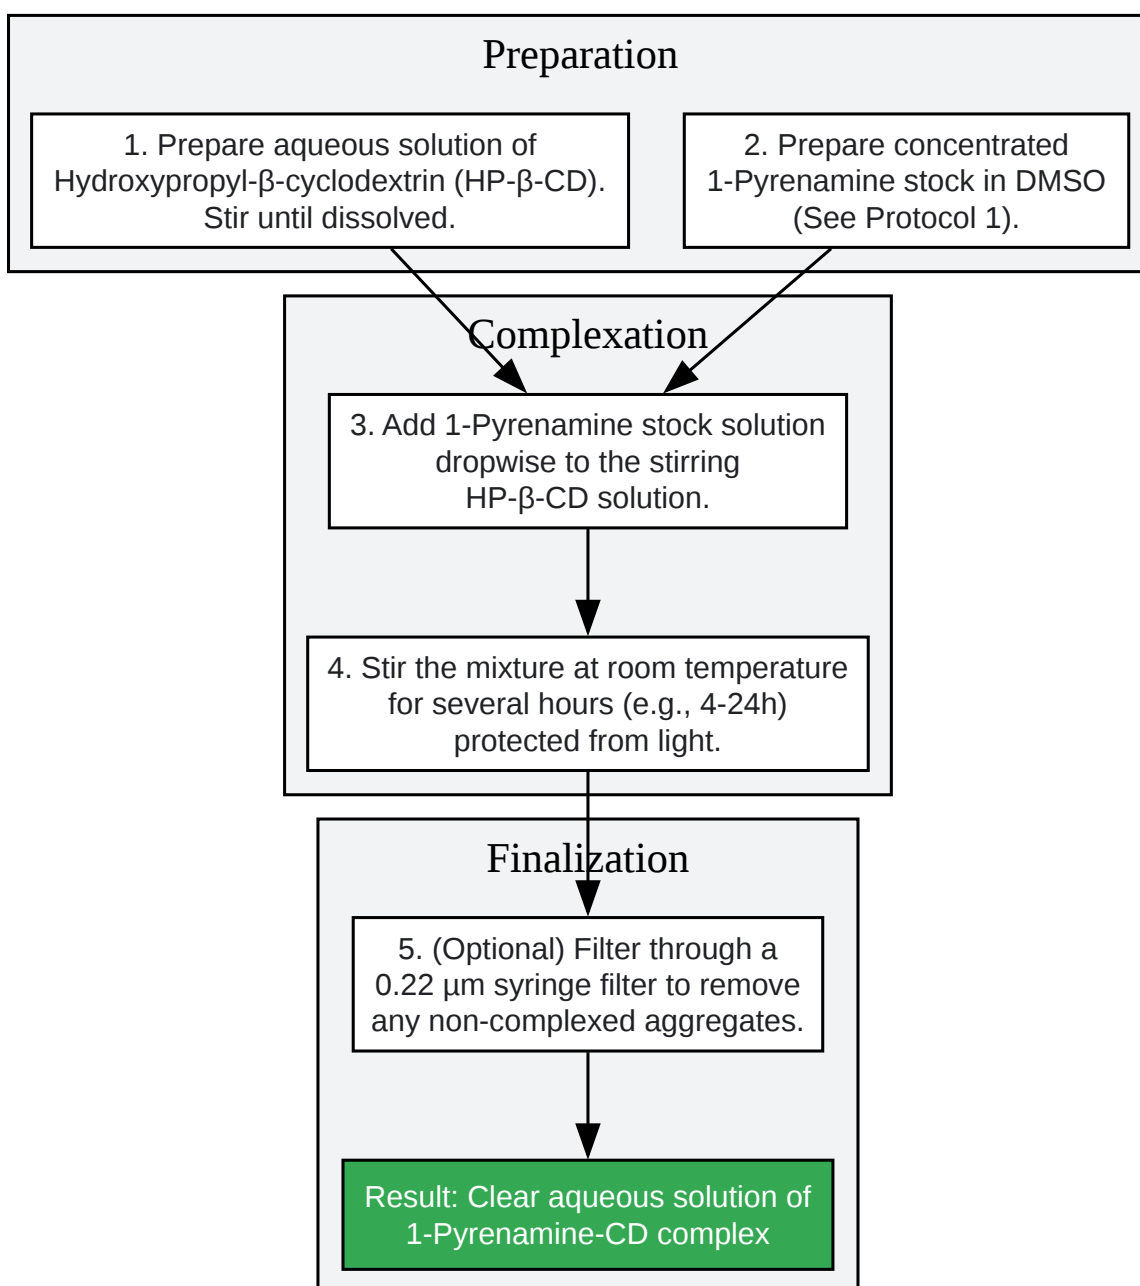 Preparation
1. Prepare aqueous solution of
Hydroxypropyl-β-cyclodextrin (HP-β-CD).
Stir until dissolved.
2. Prepare concentrated
1-Pyrenamine stock in DMSO
(See Protocol 1).
Complexation
3. Add 1-Pyrenamine stock solution
dropwise to the stirring
HP-β-CD solution.
4. Stir the mixture at room temperature
for several hours (e.g., 4-24h)
protected from light.
Finalization
5. (Optional) Filter through a
0.22 µm syringe filter to remove
any non-complexed aggregates.
Result: Clear aqueous solution of
1-Pyrenamine-CD complex